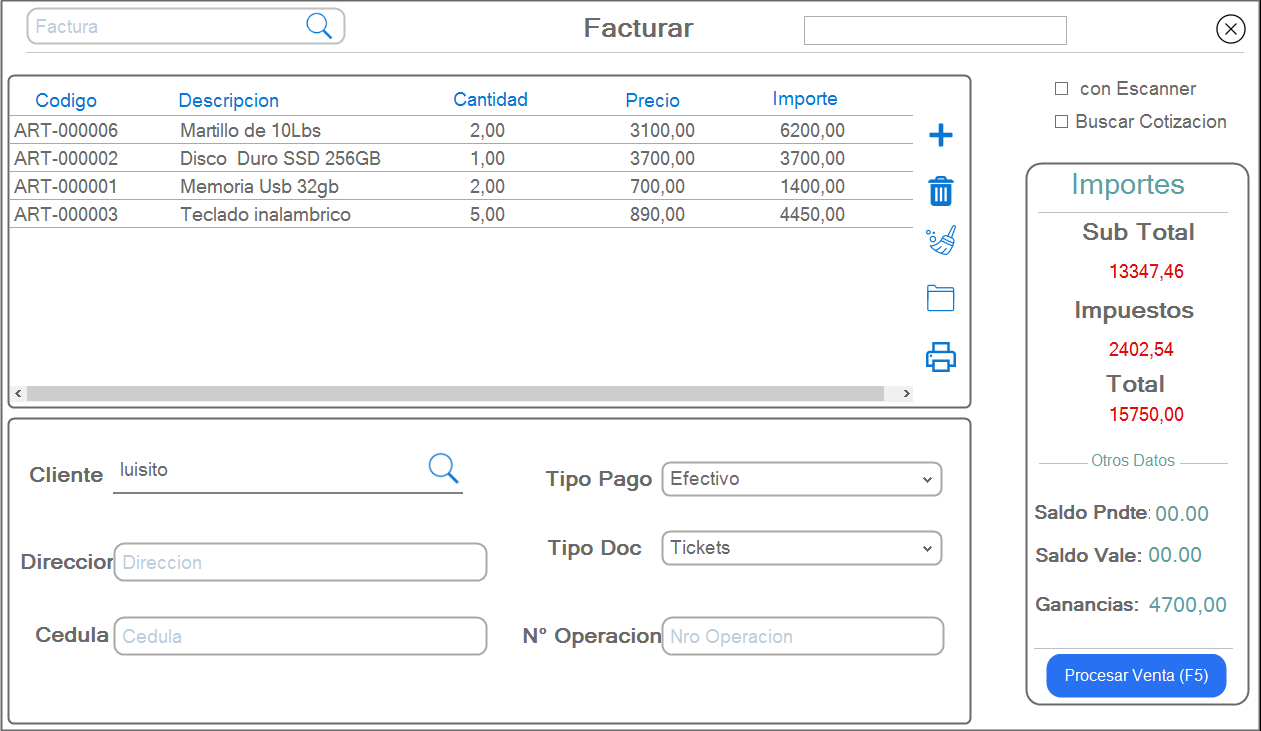 Factura
Facturar
con Escanner
Buscar Cotizacion
Codigo Descripcion Cantidad Precio Importe
ART-000006 Martillo de 10Lbs 2,00 3100,00 6200,00
ART-000002 Disco Duro SSD 256GB 1,00 3700,00 3700,00
ART-000001 Memoria Usb 32gb 2,00 700,00 1400,00
ART-000003 Teclado inalambrico 5,00 890,00 4450,00
Importes
Sub Total
13347,46
Impuestos
2402,54
Total
15750,00
Otros Datos
Saldo Pndte: 00.00
Saldo Vale: 00.00
Ganancias: 4700,00
Procesar Venta (F5)
Cliente luisito
Tipo Pago Efectivo
Direccion Direccion
Tipo Doc Tickets
Cedula Cedula
N° Operacion Nro Operacion